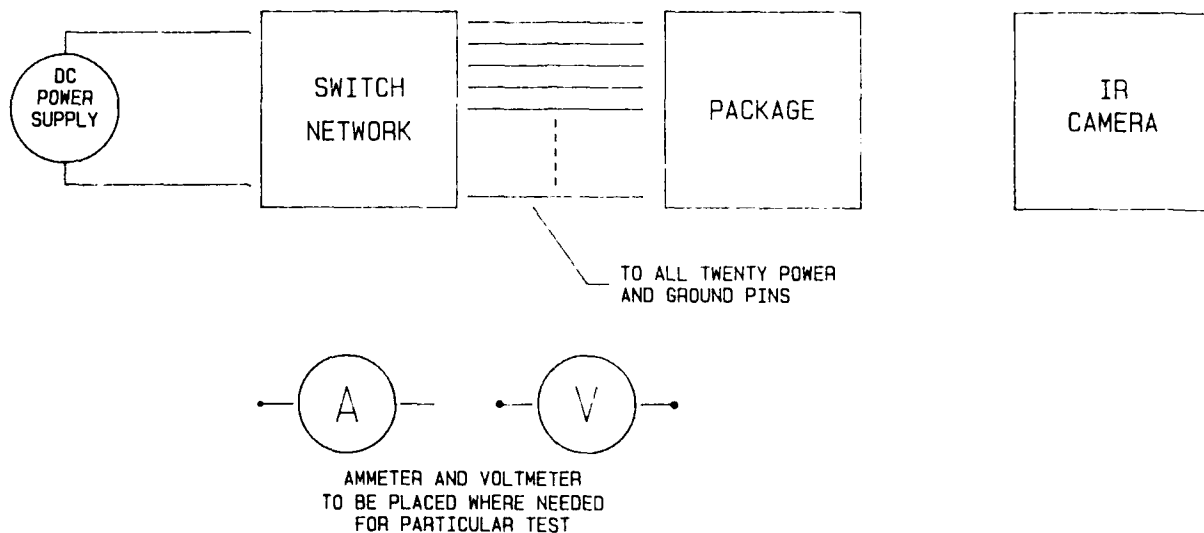 DC
POWER
SUPPLY
SWITCH
NETWORK
PACKAGE
IR
CAMERA
TO ALL TWENTY POWER
AND GROUND PINS
A
V
AMMETER AND VOLTMETER
TO BE PLACED WHERE NEEDED
FOR PARTICULAR TEST